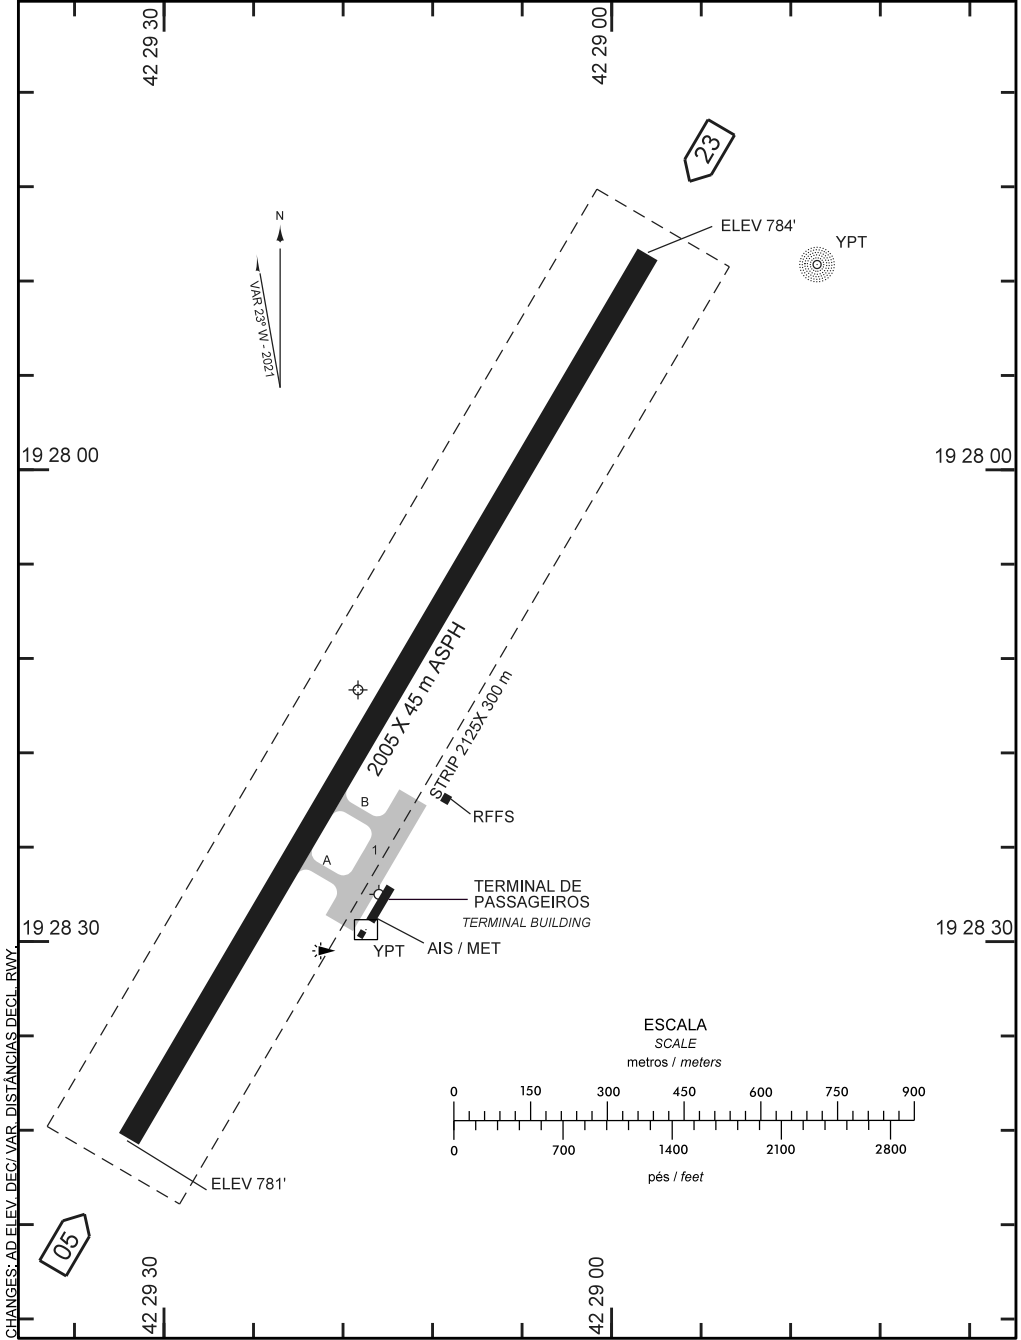 42 29 30
42 29 00
23
ELEV 784'
YPT
N
VAR 23º W - 2021
19 28 00
19 28 00
2005 X 45 m ASPH
STRIP 2125X 300 m
B
RFFS
A
1
TERMINAL DE
PASSAGEIROS
TERMINAL BUILDING
19 28 30
19 28 30
YPT
AIS / MET
ESCALA
SCALE
metros / meters
0 150 300 450 600 750 900
0 700 1400 2100 2800
pés / feet
ELEV 781'
05
42 29 30
42 29 00
CHANGES: AD ELEV, DEC/ VAR, DISTÂNCIAS DECL, RWY.